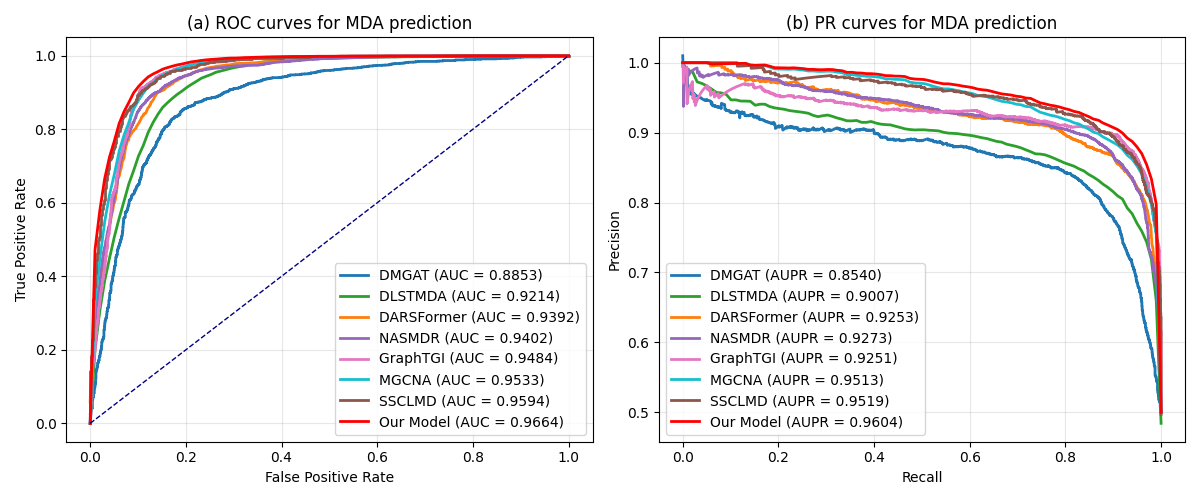 (a) ROC curves for MDA prediction
True Positive Rate
1.0
0.8
0.6
0.4
0.2
0.0
DMGAT (AUC = 0.8853)
DLSTMDA (AUC = 0.9214)
DARSFormer (AUC = 0.9392)
NASMDR (AUC = 0.9402)
GraphTGI (AUC = 0.9484)
MGCNA (AUC = 0.9533)
SSCLMD (AUC = 0.9594)
Our Model (AUC = 0.9664)
0.0 0.2 0.4 0.6 0.8 1.0
False Positive Rate
(b) PR curves for MDA prediction
Precision
1.0
0.9
0.8
0.7
0.6
0.5
DMGAT (AUPR = 0.8540)
DLSTMDA (AUPR = 0.9007)
DARSFormer (AUPR = 0.9253)
NASMDR (AUPR = 0.9273)
GraphTGI (AUPR = 0.9251)
MGCNA (AUPR = 0.9513)
SSCLMD (AUPR = 0.9519)
Our Model (AUPR = 0.9604)
0.0 0.2 0.4 0.6 0.8 1.0
Recall